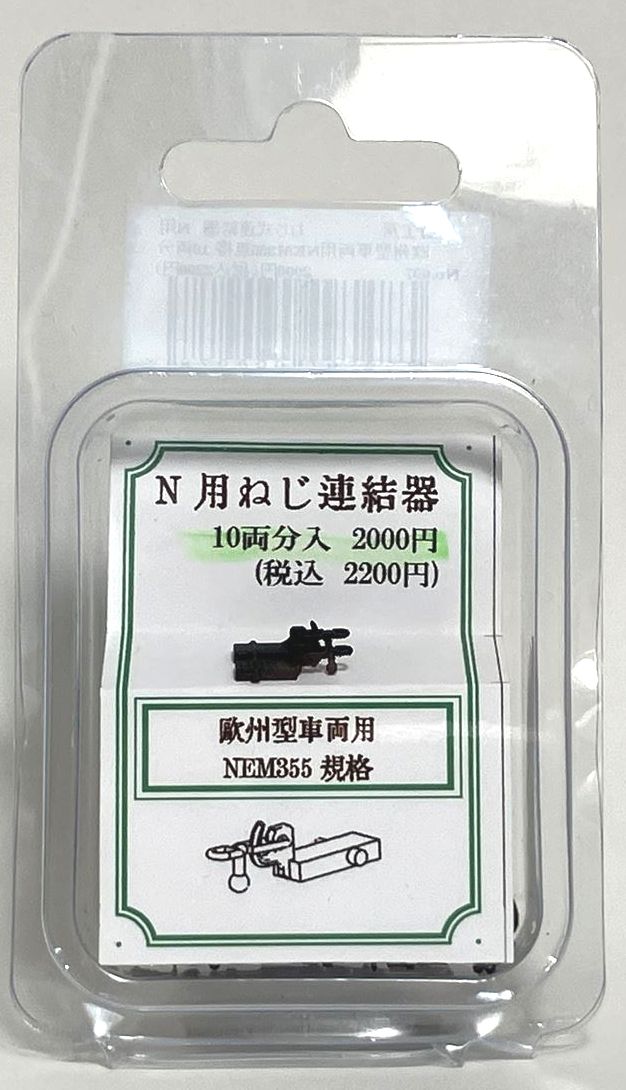 N 用ねじ連結器
10両分入 2000円
(税込 2200円)
歐州型車両用
NEM355 規格